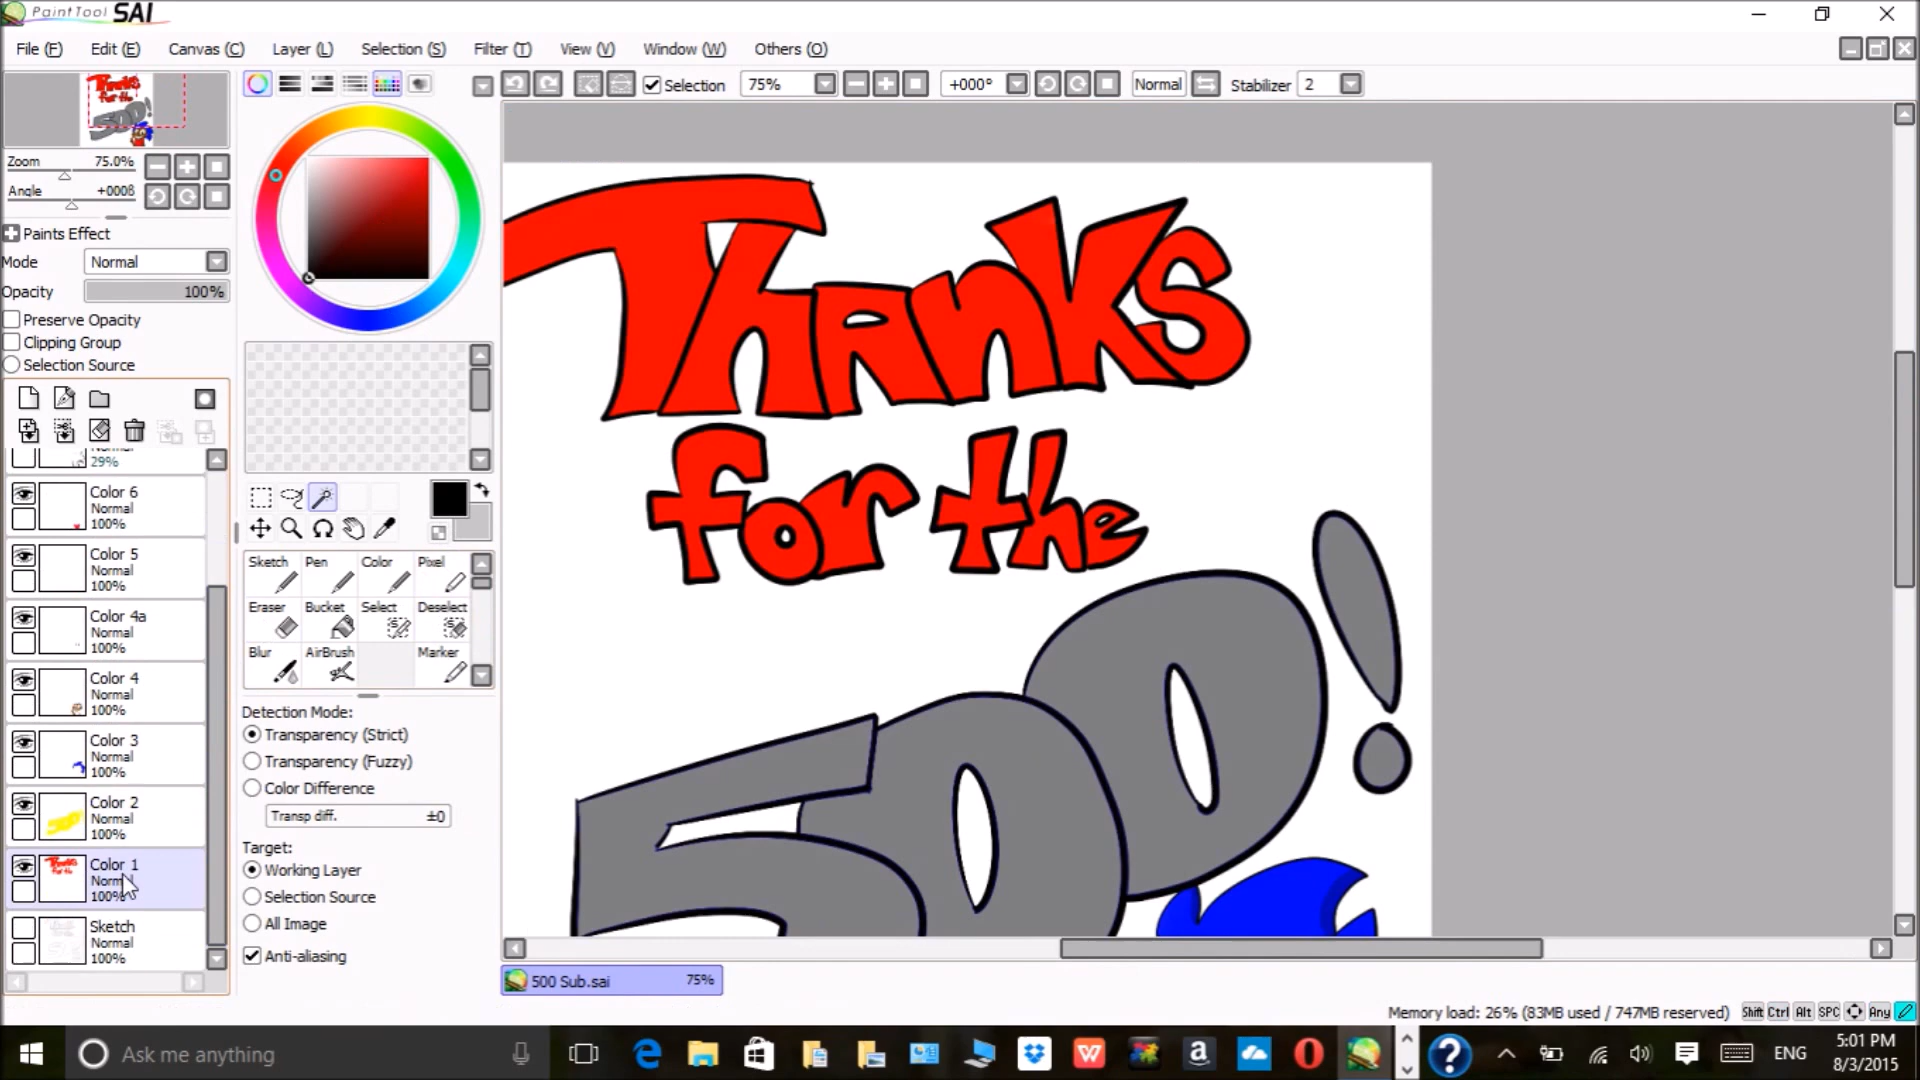 PaintTool SAI
File (F) Edit (E) Canvas (C) Layer (L) Selection (S) Filter (T) View (V) Window (W) Others (O)
Selection 75% +000° Normal Stabilizer 2
Zoom 75.0%
Angle +000ß
Paints Effect
Mode Normal
Opacity 100%
Preserve Opacity
Clipping Group
Selection Source
Normal
29%
Color 6
Normal
100%
Color 5
Normal
100%
Color 4a
Normal
100%
Color 4
Normal
100%
Color 3
Normal
100%
Color 2
Normal
100%
Color 1
Normal
100%
Sketch
Normal
100%
Sketch Pen Color Pixel
Eraser Bucket Select Deselect
Blur AirBrush Marker
Detection Mode:
Transparency (Strict)
Transparency (Fuzzy)
Color Difference
Transp diff. ±0
Target:
Working Layer
Selection Source
All Image
Anti-aliasing
Thanks
for the
500!
500 Sub.sai 75%
Memory load: 26% (83MB used / 747MB reserved) Shift Ctrl Alt SPC Any
Ask me anything
ENG
5:01 PM
8/3/2015